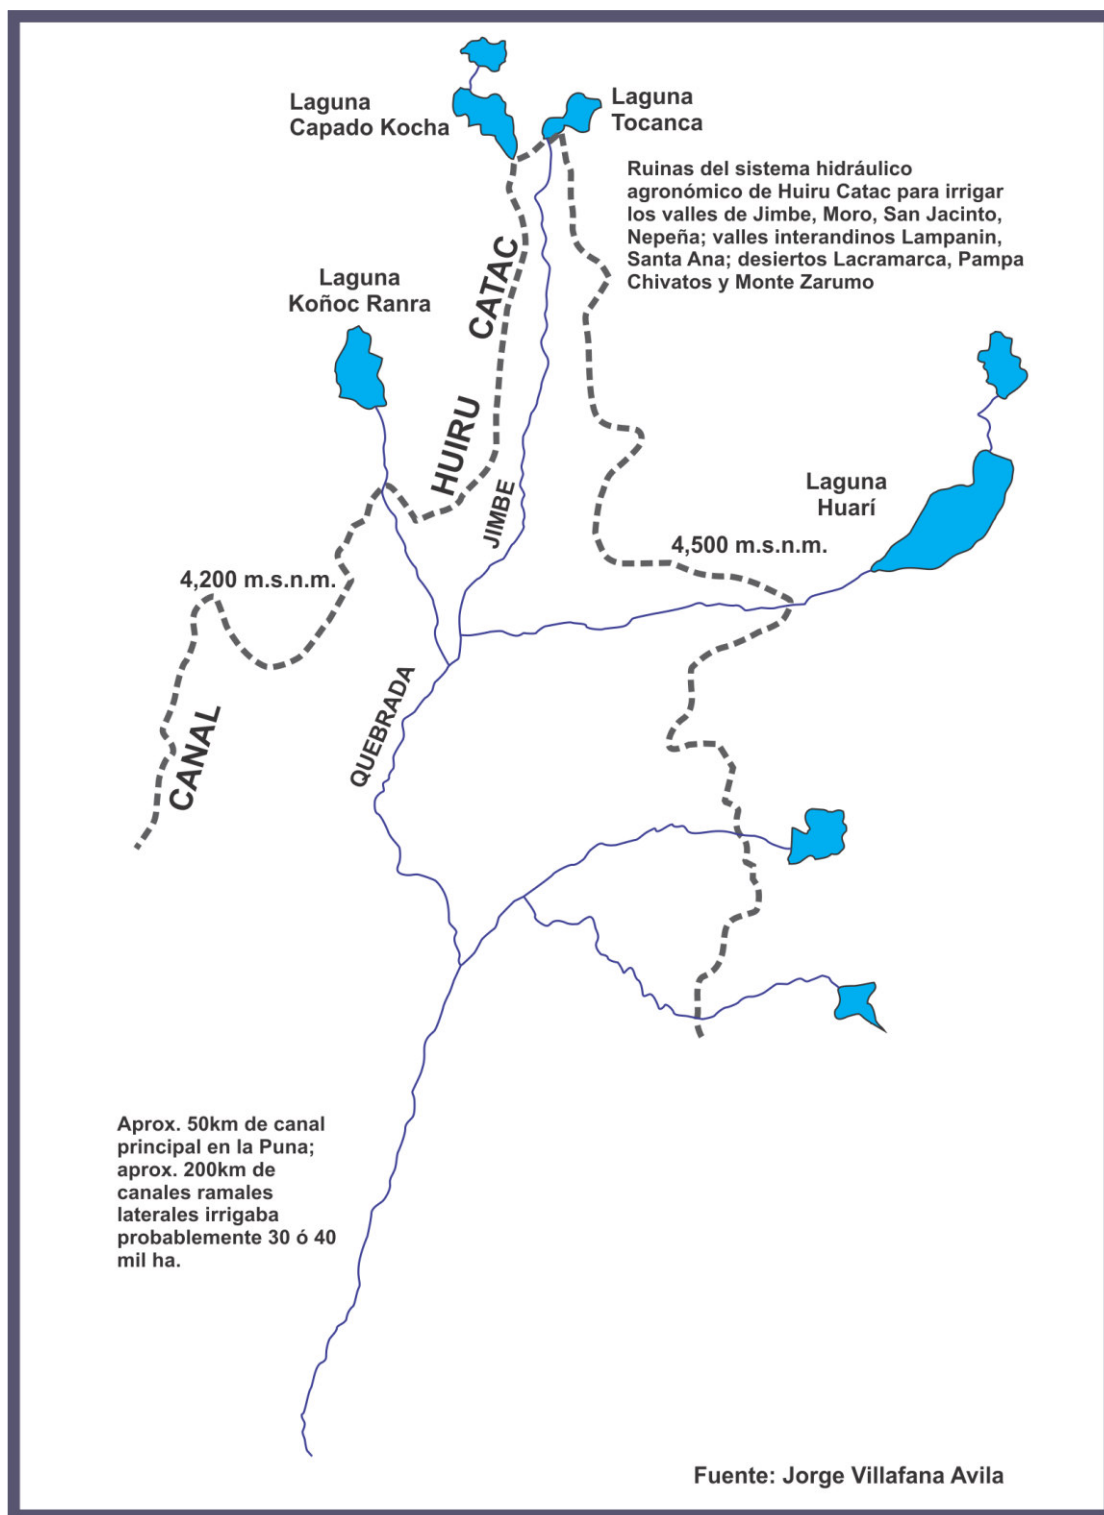 Laguna
Capado Kocha
Laguna
Tocanca
Ruinas del sistema hidráulico
agronómico de Huiru Catac para irrigar
los valles de Jimbe, Moro, San Jacinto,
Nepeña; valles interandinos Lampanin,
Santa Ana; desiertos Lacramarca, Pampa
Chivatos y Monte Zarumo
Laguna
Koñoc Ranra
CATAC
HUIRU
JIMBE
Laguna
Huarí
4,500 m.s.n.m.
4,200 m.s.n.m.
QUEBRADA
CANAL
Aprox. 50km de canal
principal en la Puna;
aprox. 200km de
canales ramales
laterales irrigaba
probablemente 30 ó 40
mil ha.
Fuente: Jorge Villafana Avila